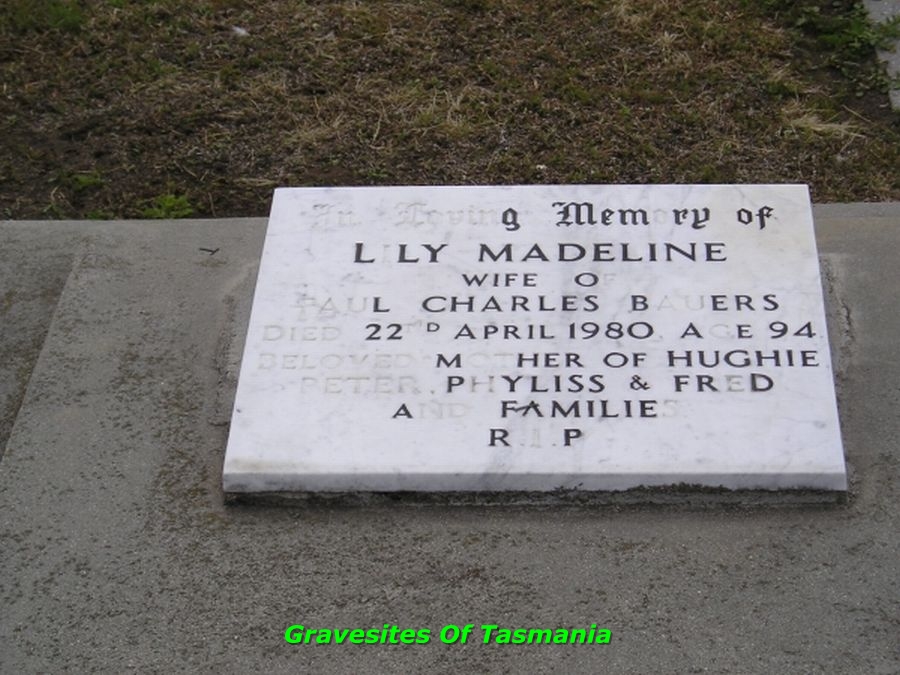 In Loving Memory of
LILY MADELINE
WIFE OF
PAUL CHARLES BAUERS
DIED 22ND APRIL 1980 AGE 94
BELOVED MOTHER OF HUGHIE
PETER, PHYLISS & FRED
AND FAMILIES
R.I.P
Gravesites Of Tasmania